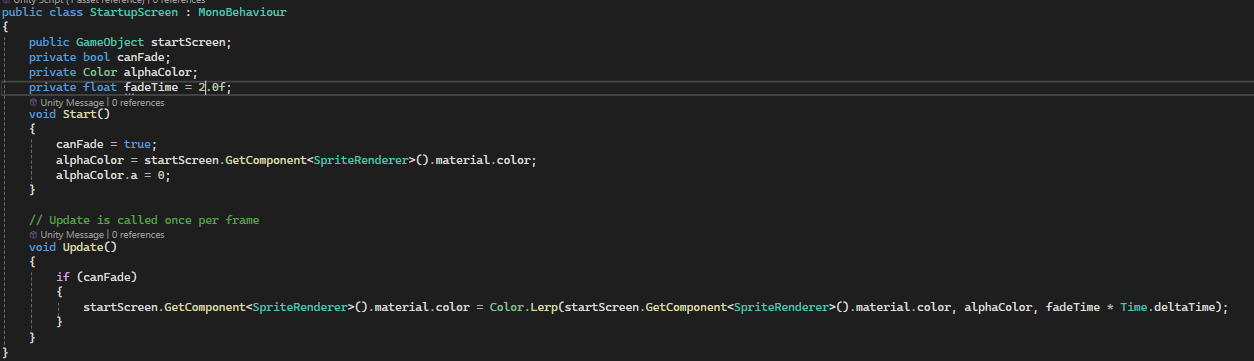 Unity Script (1 asset reference) | 0 references
public class StartupScreen : MonoBehaviour
{
public GameObject startScreen;
private bool canFade;
private Color alphaColor;
private float fadeTime = 2.0f;
Unity Message | 0 references
void Start()
{
canFade = true;
alphaColor = startScreen.GetComponent<SpriteRenderer>().material.color;
alphaColor.a = 0;
}
// Update is called once per frame
Unity Message | 0 references
void Update()
{
if (canFade)
{
startScreen.GetComponent<SpriteRenderer>().material.color = Color.Lerp(startScreen.GetComponent<SpriteRenderer>().material.color, alphaColor, fadeTime * Time.deltaTime);
}
}
}